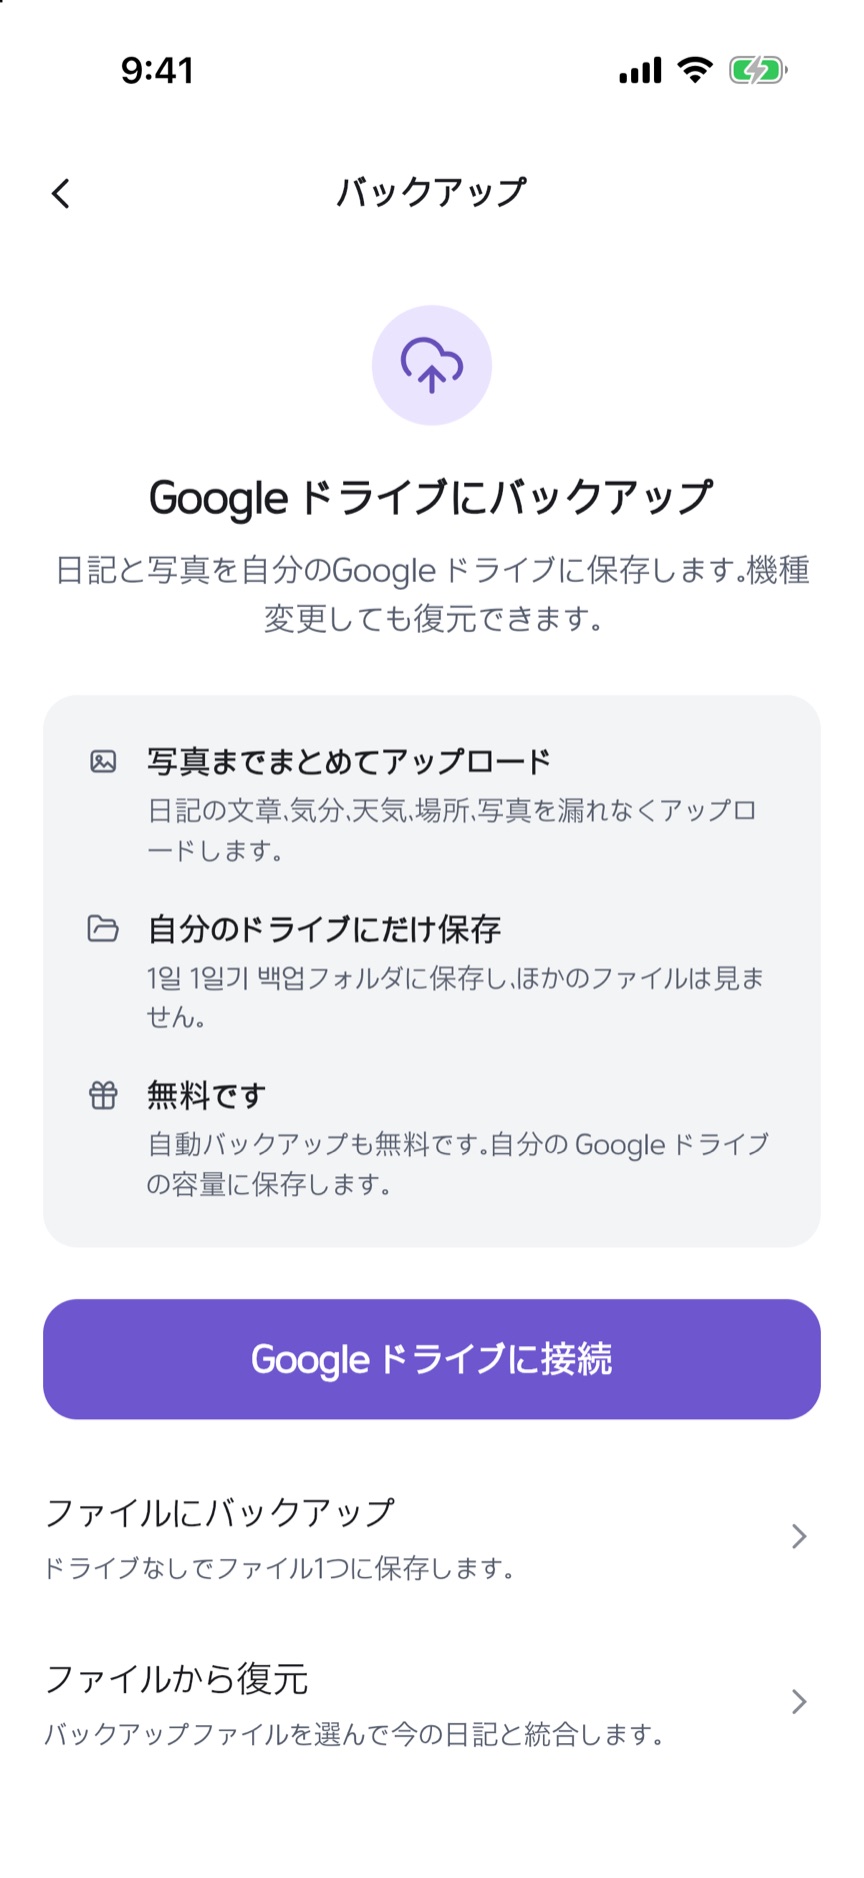 9:41
バックアップ
Google ドライブにバックアップ
日記と写真を自分のGoogle ドライブに保存します。機種
変更しても復元できます。
写真までまとめてアップロード
日記の文章、気分、天気、場所、写真を漏れなくアップロ
ードします。
自分のドライブにだけ保存
1일 1일기 백업フォルダに保存し、ほかのファイルは見ま
せん。
無料です
自動バックアップも無料です。自分の Google ドライブ
の容量に保存します。
Google ドライブに接続
ファイルにバックアップ
ドライブなしでファイル1つに保存します。
ファイルから復元
バックアップファイルを選んで今の日記と統合します。